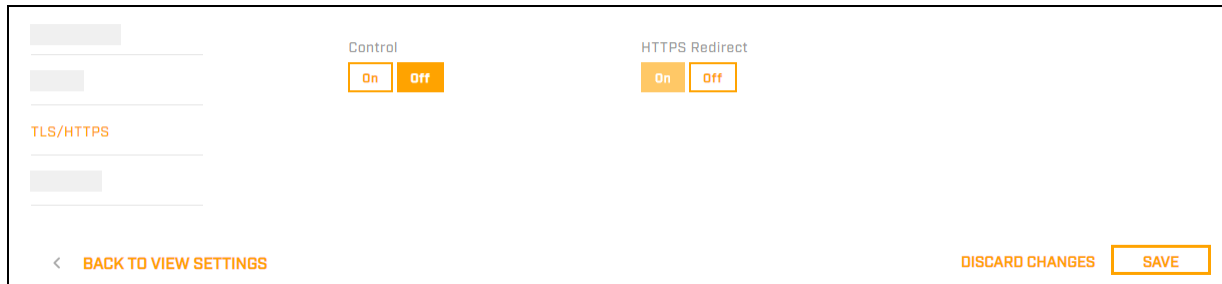 Control
HTTPS Redirect
On
Off
On
Off
TLS/HTTPS
BACK TO VIEW SETTINGS
DISCARD CHANGES
SAVE